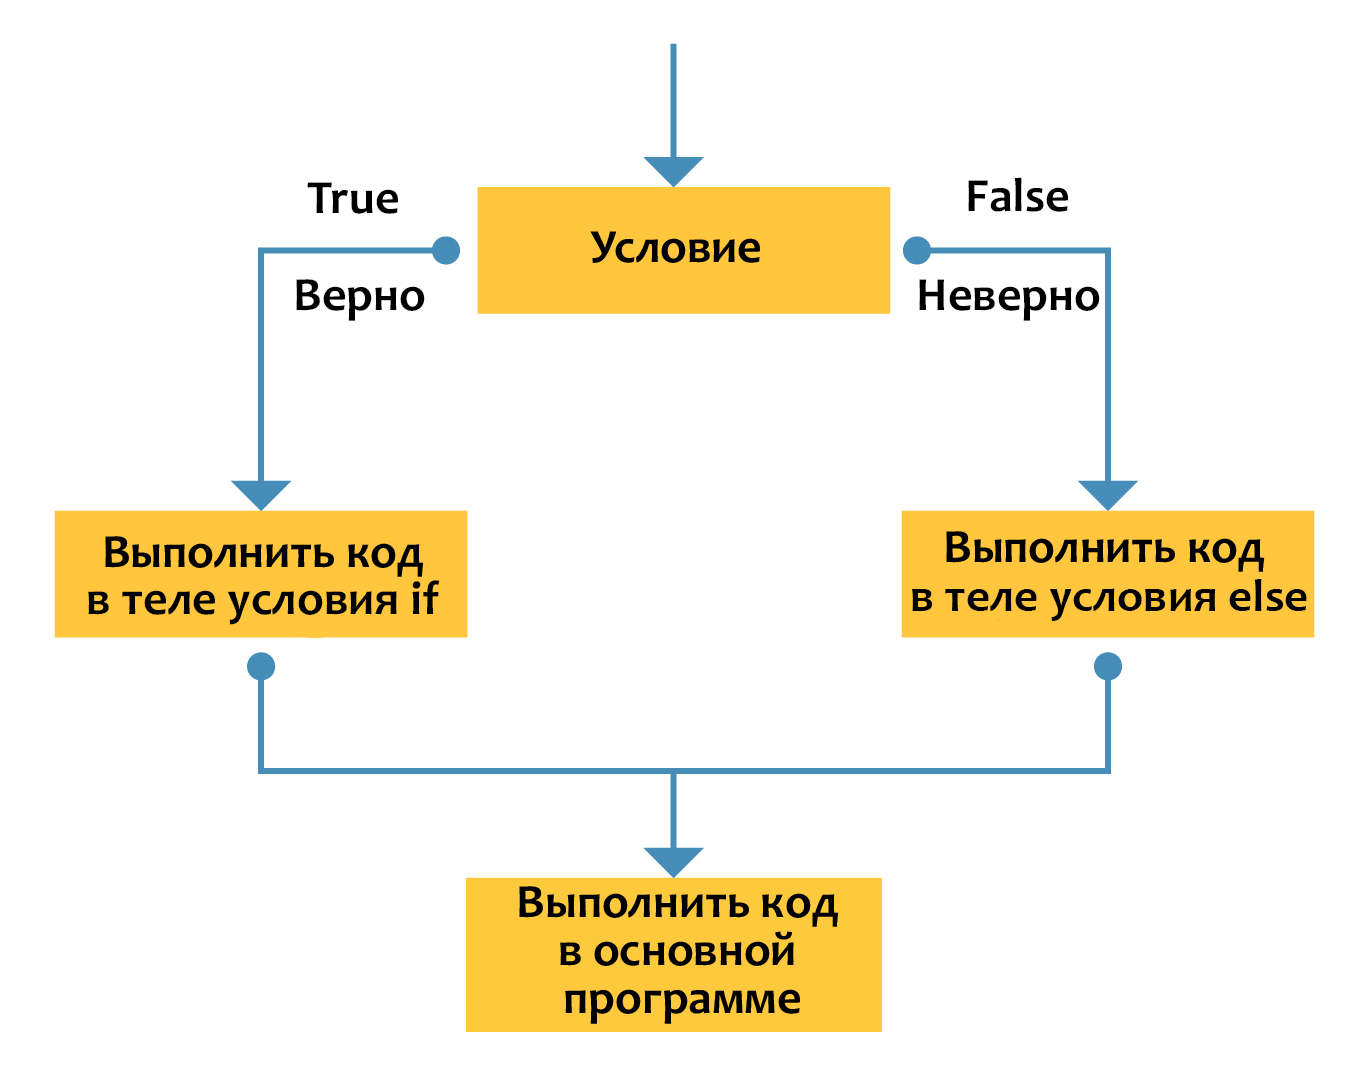 True
False
Условие
Верно
Неверно
Выполнить код
в теле условия if
Выполнить код
в теле условия else
Выполнить код
в основной
программе